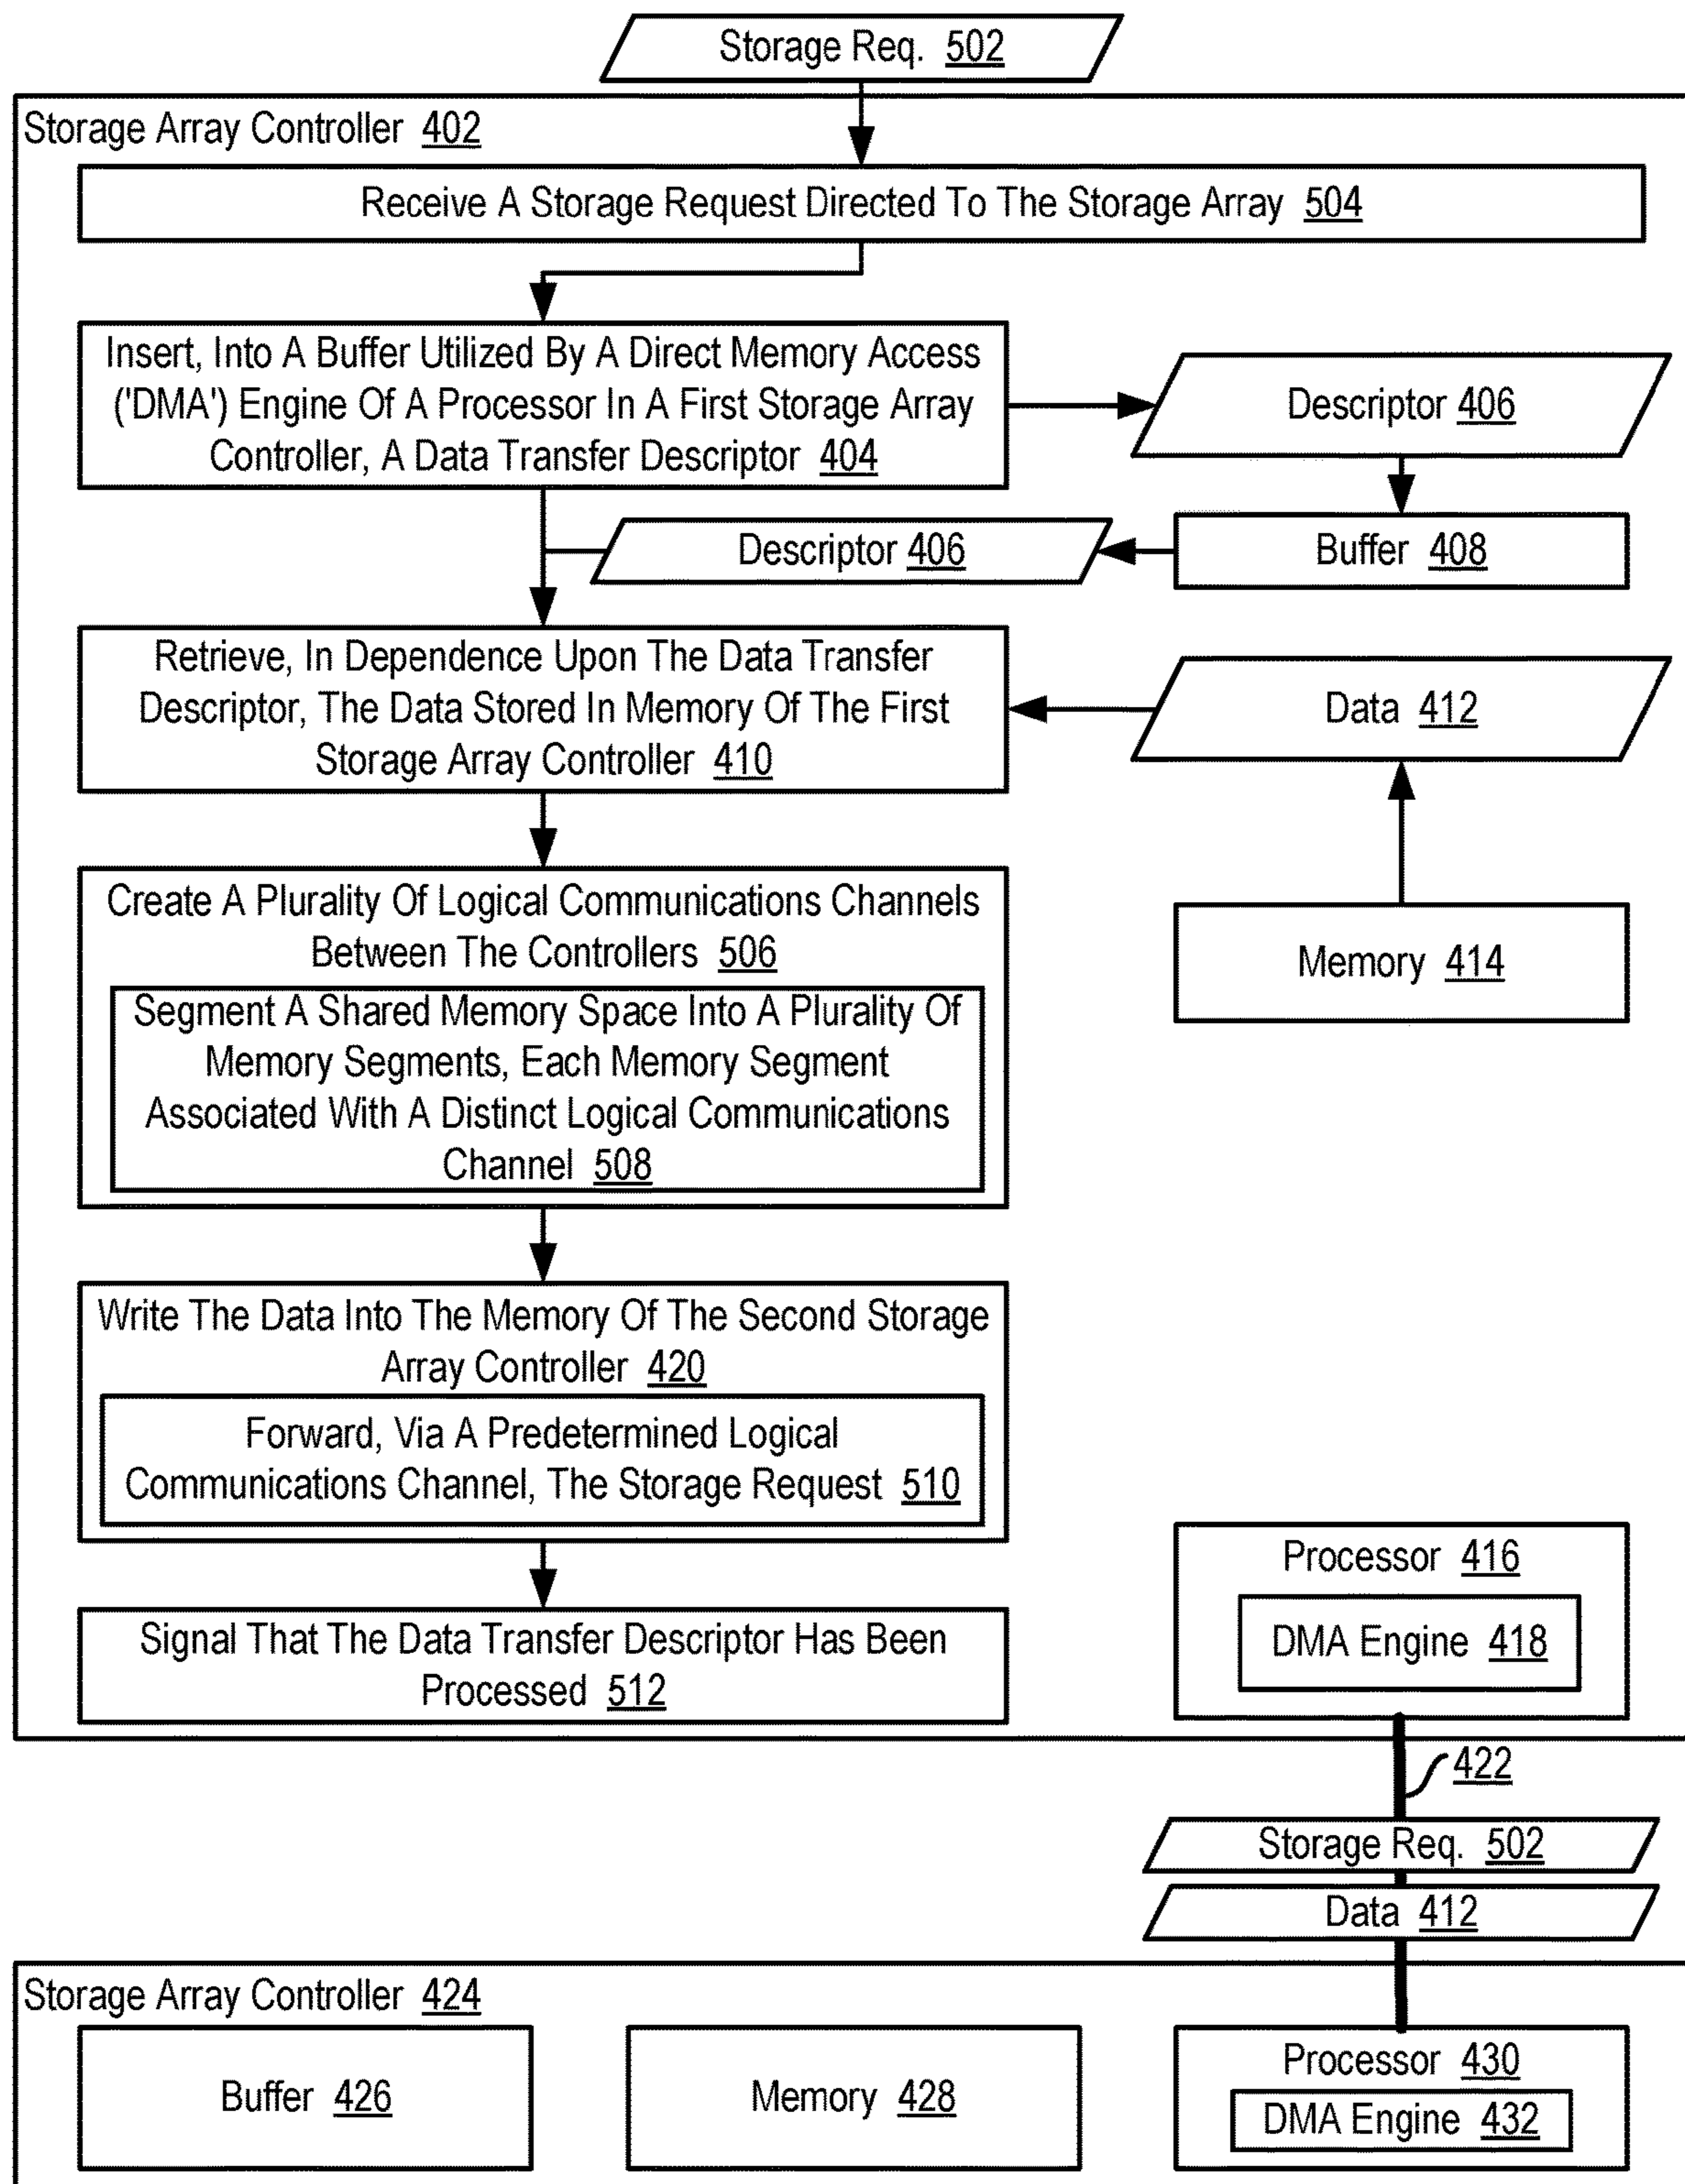 Storage Req. 502
Storage Array Controller 402
Receive A Storage Request Directed To The Storage Array 504
Insert, Into A Buffer Utilized By A Direct Memory Access
('DMA') Engine Of A Processor In A First Storage Array
Controller, A Data Transfer Descriptor 404
Descriptor 406
Descriptor 406
Buffer 408
Retrieve, In Dependence Upon The Data Transfer
Descriptor, The Data Stored In Memory Of The First
Storage Array Controller 410
Data 412
Create A Plurality Of Logical Communications Channels
Between The Controllers 506
Memory 414
Segment A Shared Memory Space Into A Plurality Of
Memory Segments, Each Memory Segment
Associated With A Distinct Logical Communications
Channel 508
Write The Data Into The Memory Of The Second Storage
Array Controller 420
Forward, Via A Predetermined Logical
Communications Channel, The Storage Request 510
Processor 416
DMA Engine 418
Signal That The Data Transfer Descriptor Has Been
Processed 512
422
Storage Req. 502
Data 412
Storage Array Controller 424
Buffer 426
Memory 428
Processor 430
DMA Engine 432